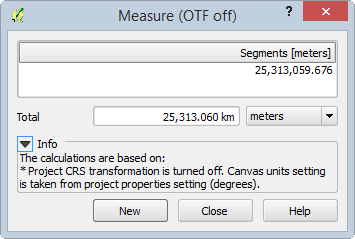 Measure (OTF off)
? ×
Segments [meters]
25,313,059.676
Total 25,313.060 km meters
Info
The calculations are based on:
* Project CRS transformation is turned off. Canvas units setting
is taken from project properties setting (degrees).
New Close Help